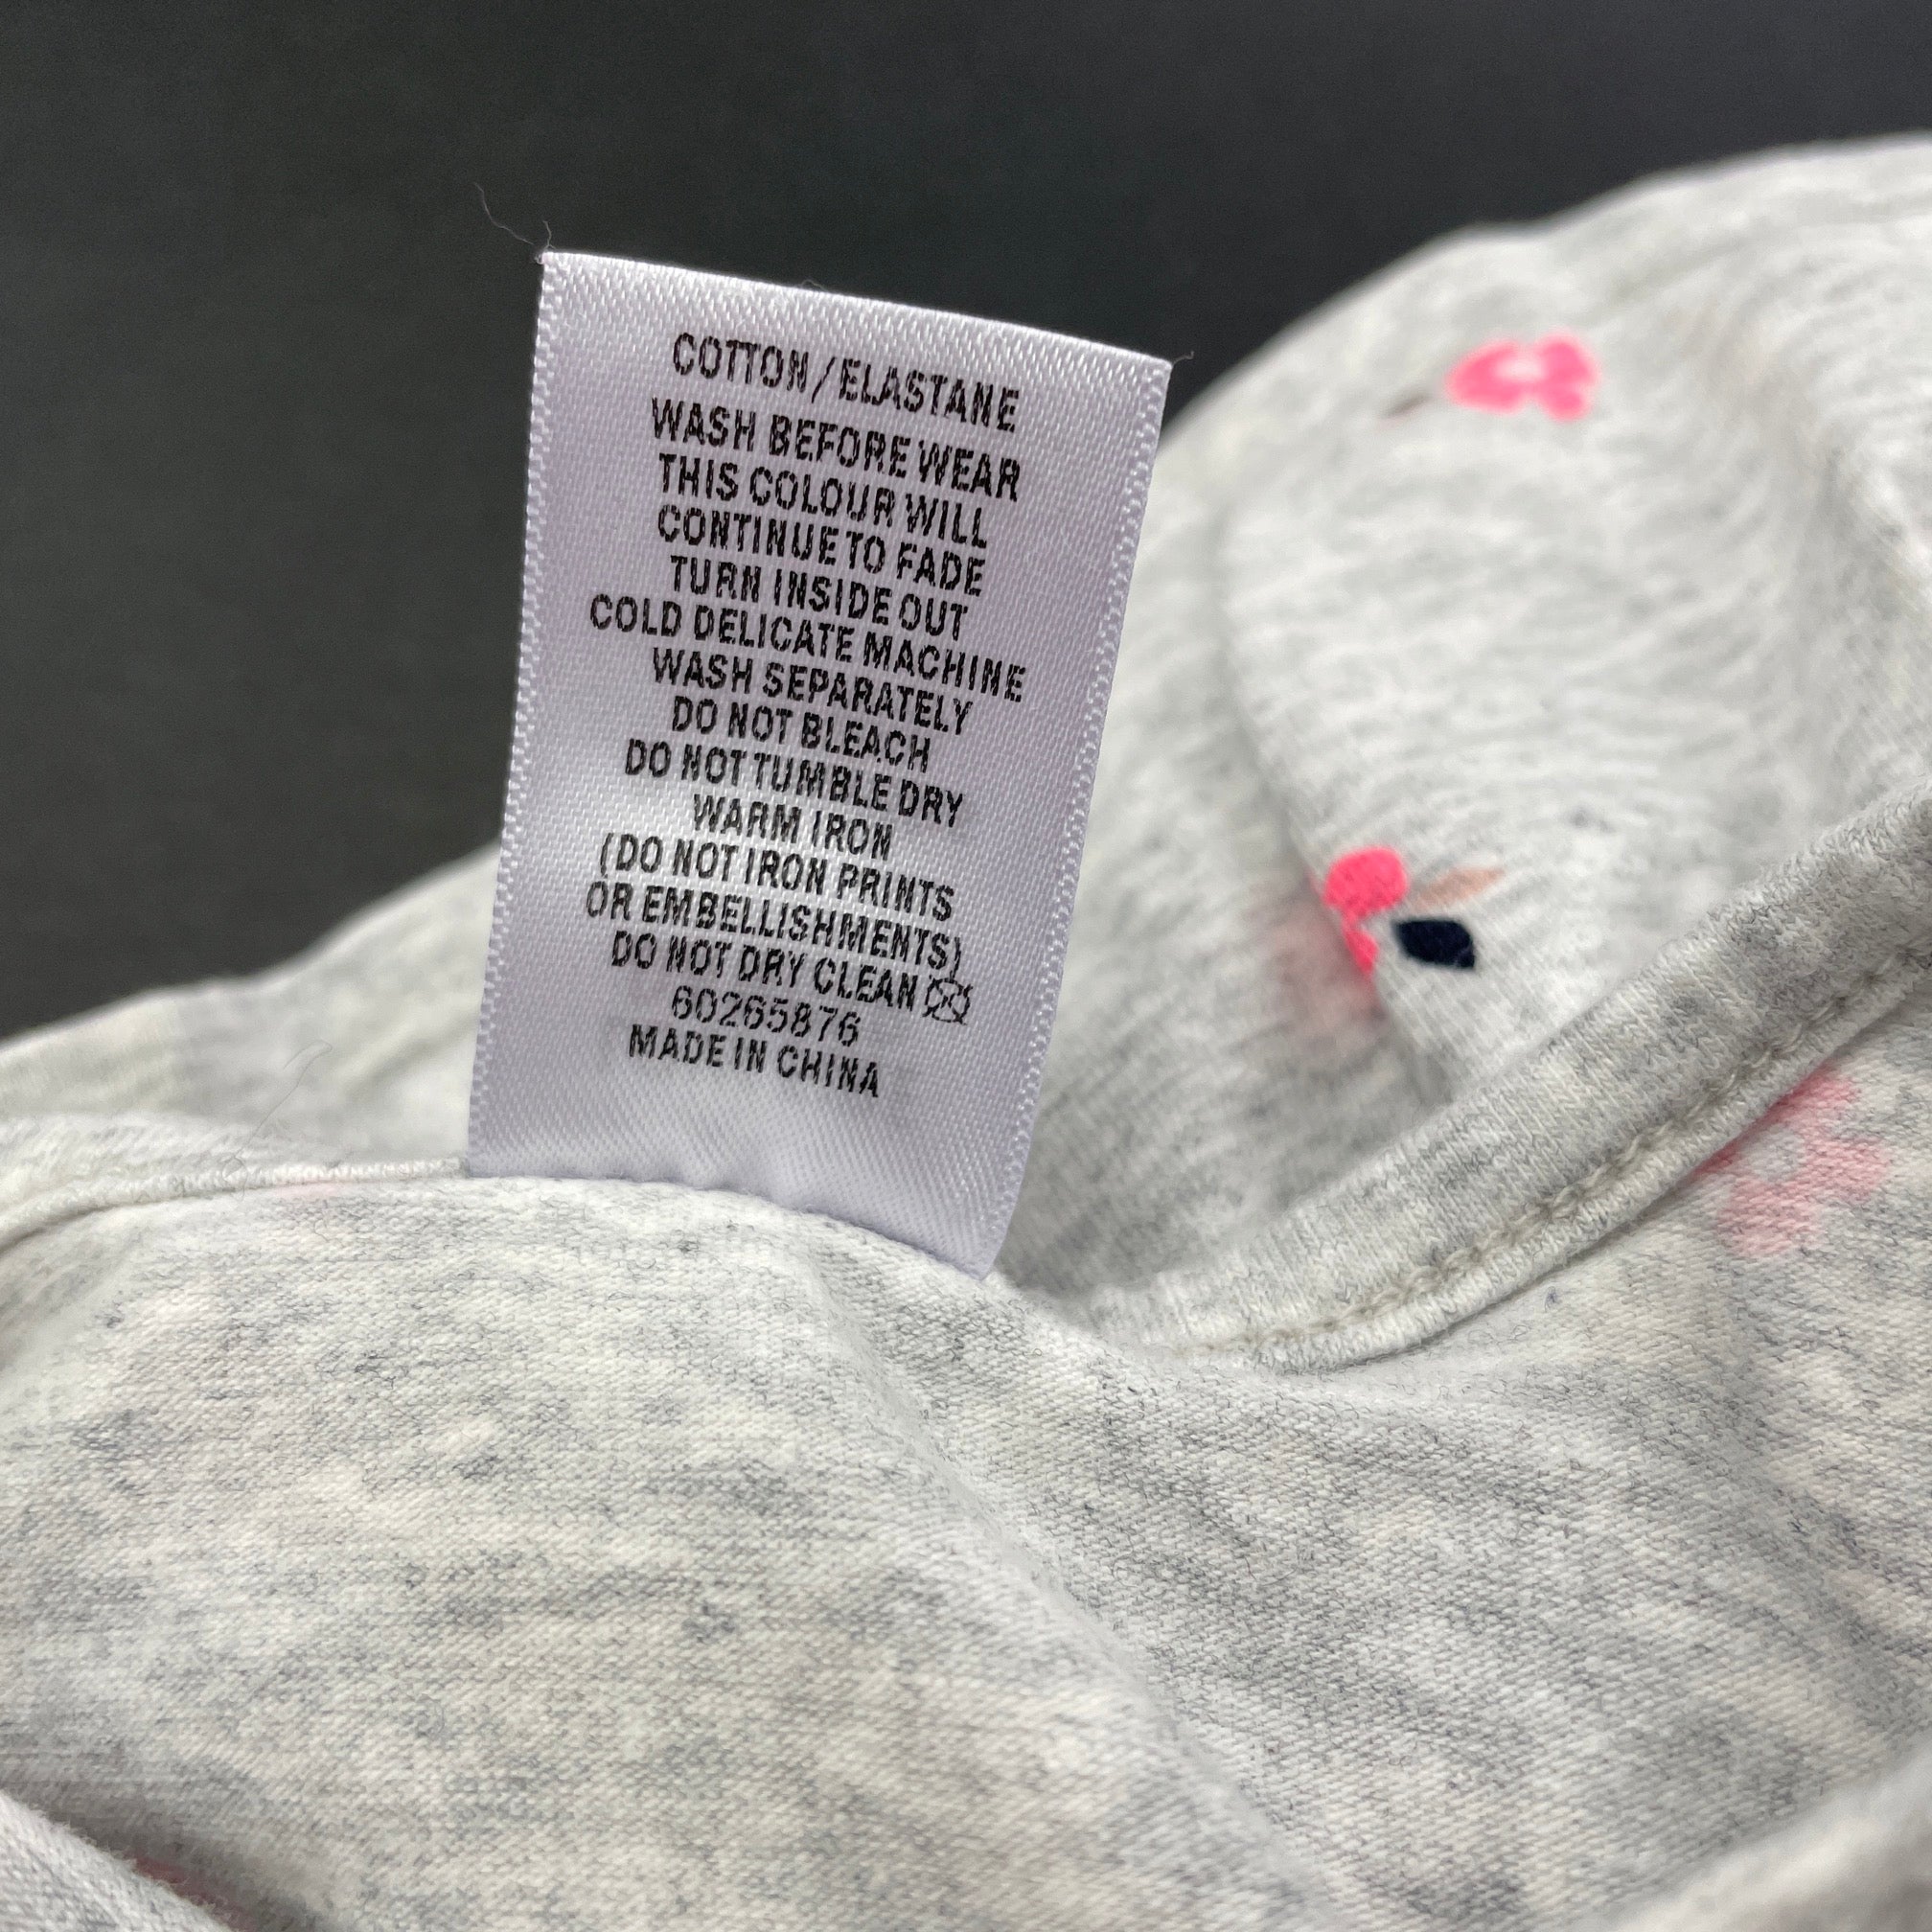 COTTON/ELASTANE
WASH BEFORE WEAR
THIS COLOUR WILL
CONTINUE TO FADE
TURN INSIDE OUT
COLD DELICATE MACHINE
WASH SEPARATELY
DO NOT BLEACH
DO NOT TUMBLE DRY
WARM IRON
(DO NOT IRON PRINTS
OR EMBELLISHMENTS)
DO NOT DRY CLEAN
60265876
MADE IN CHINA